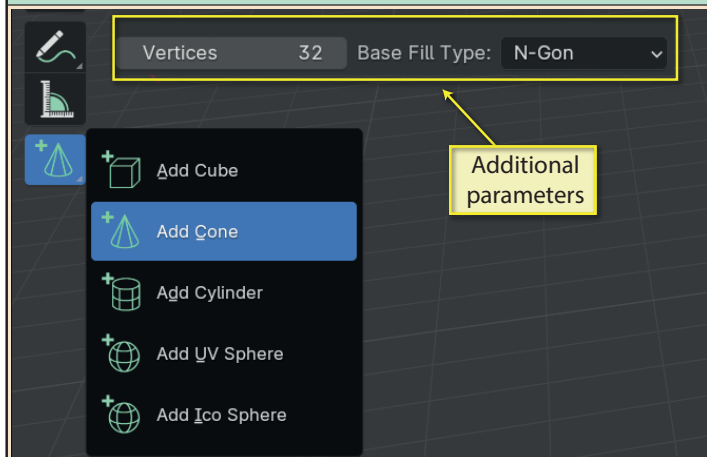 Vertices 32 Base Fill Type: N-Gon
Add Cube
Add Cone
Add Cylinder
Add UV Sphere
Add Ico Sphere
Additional
parameters